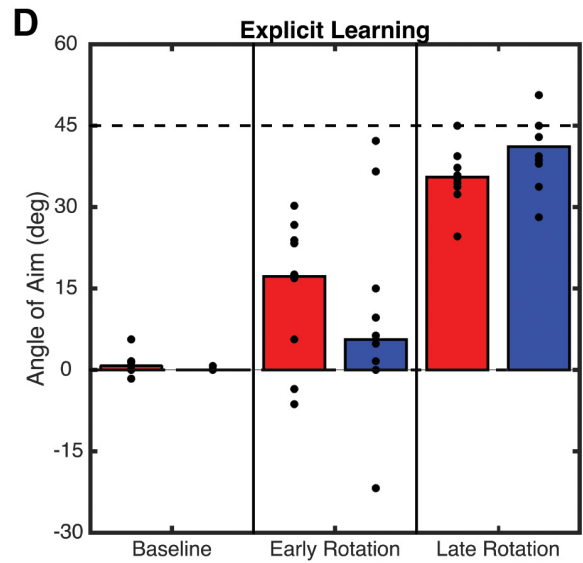 D
Explicit Learning
Angle of Aim (deg)
60
45
30
15
0
-15
-30
Baseline
Early Rotation
Late Rotation